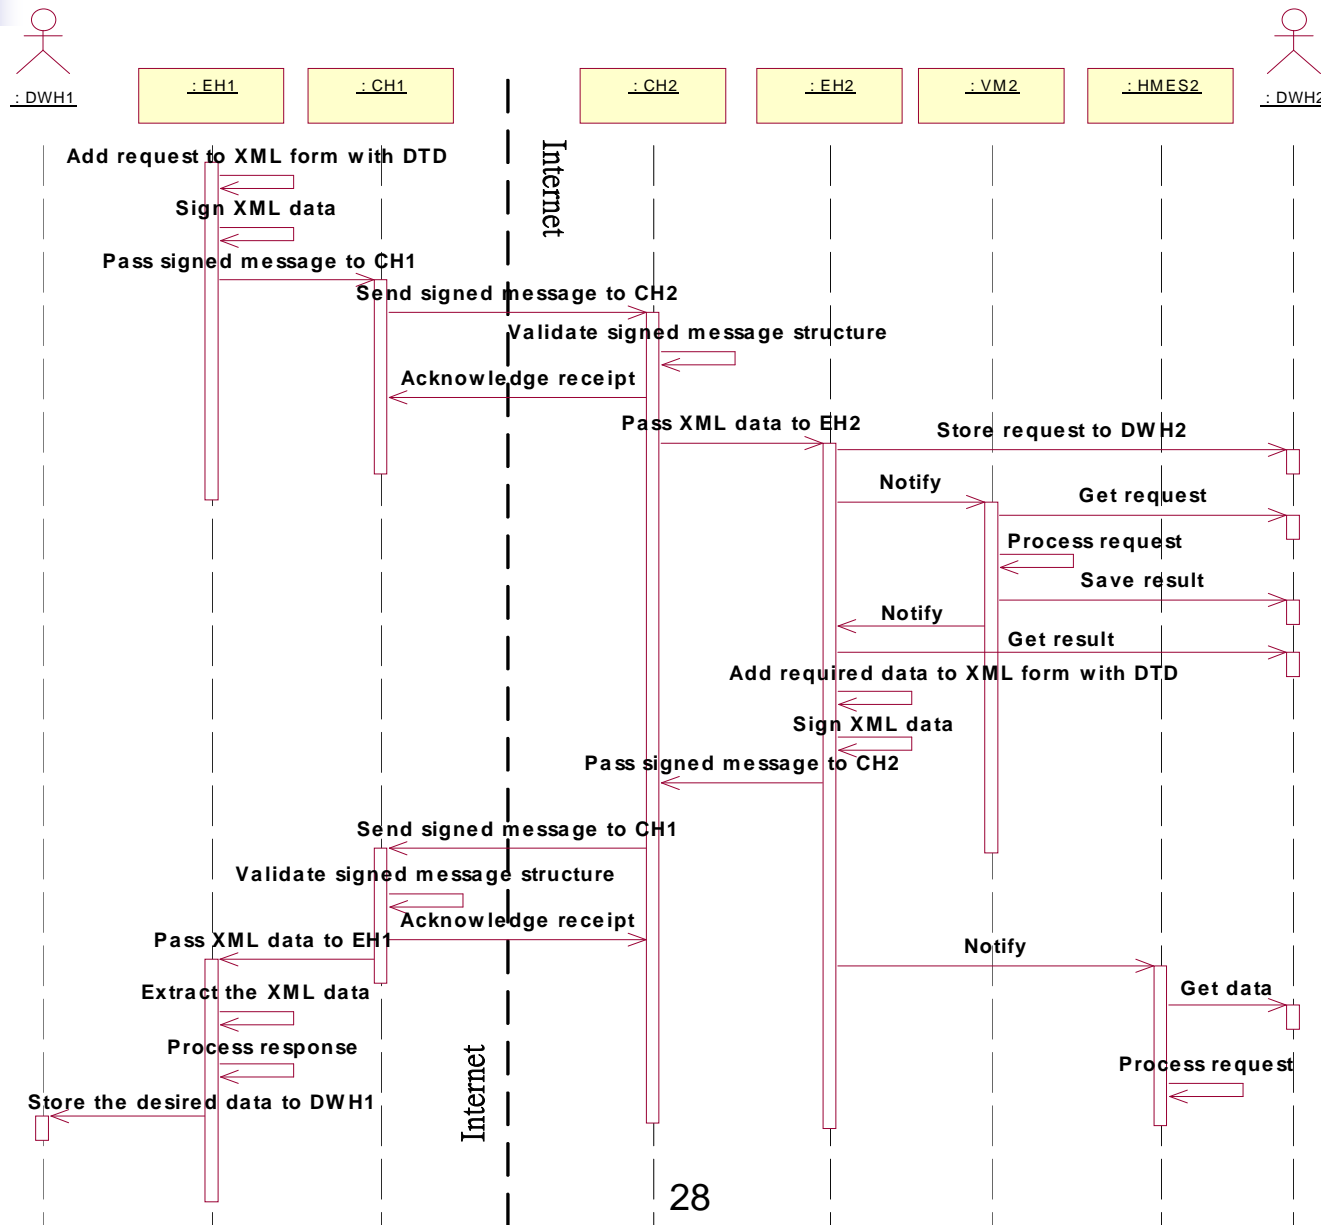 : DWH1
: EH1
: CH1
: CH2
: EH2
: VM2
: HMES2
: DWH2
Internet
Add request to XML form with DTD
Sign XML data
Pass signed message to CH1
Send signed message to CH2
Validate signed message structure
Acknowledge receipt
Pass XML data to EH2
Store request to DWH2
Notify
Get request
Process request
Save result
Notify
Get result
Add required data to XML form with DTD
Sign XML data
Pass signed message to CH2
Send signed message to CH1
Validate signed message structure
Acknowledge receipt
Pass XML data to EH1
Notify
Get data
Extract the XML data
Process response
Process request
Internet
Store the desired data to DWH1
28